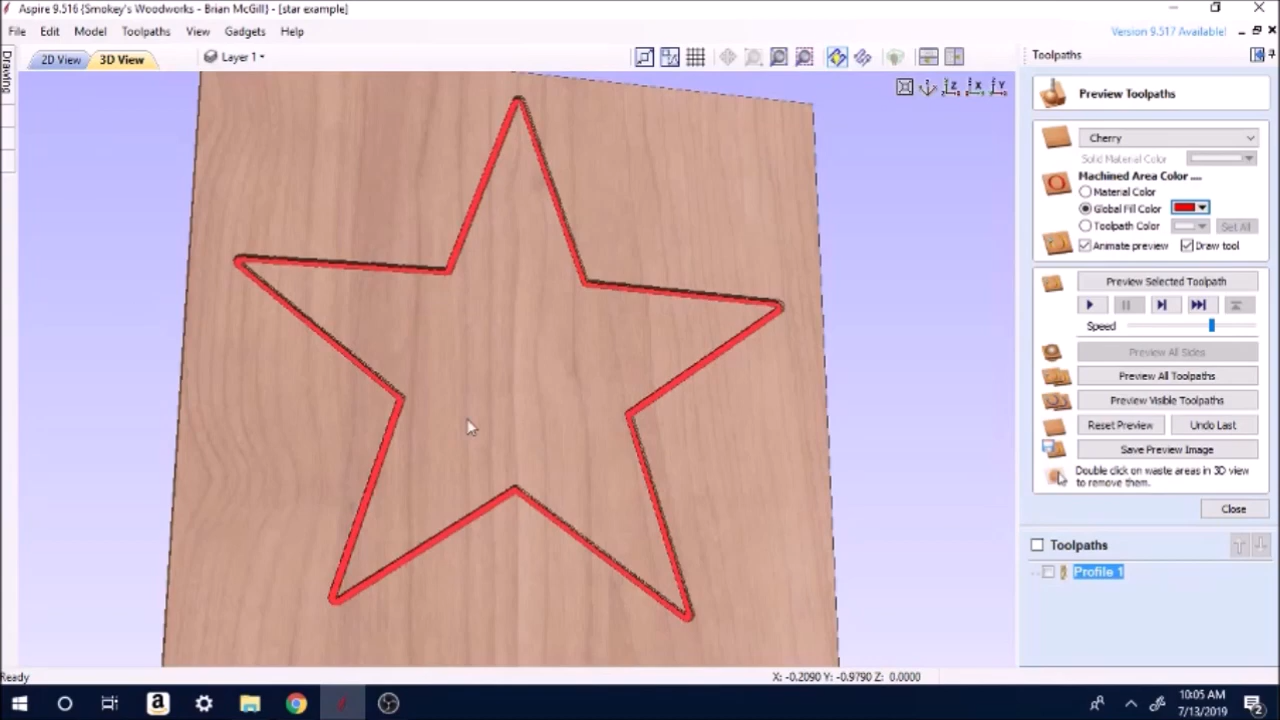 Aspire 9.516 {Smokey's Woodworks - Brian McGill} - [star example]
File Edit Model Toolpaths View Gadgets Help
Version 9.517 Available!
Drawing
2D View 3D View
Layer 1
Toolpaths
Preview Toolpaths
Cherry
Solid Material Color
Machined Area Color ....
Material Color
Global Fill Color
Toolpath Color Set All
Animate preview Draw tool
Preview Selected Toolpath
Speed
Preview All Sides
Preview All Toolpaths
Preview Visible Toolpaths
Reset Preview Undo Last
Save Preview Image
Double click on waste areas in 3D view
to remove them.
Close
Toolpaths
Profile 1
Z X Y
Ready
X: -0.2090 Y: -0.9790 Z: 0.0000
a
10:05 AM
7/13/2019
2